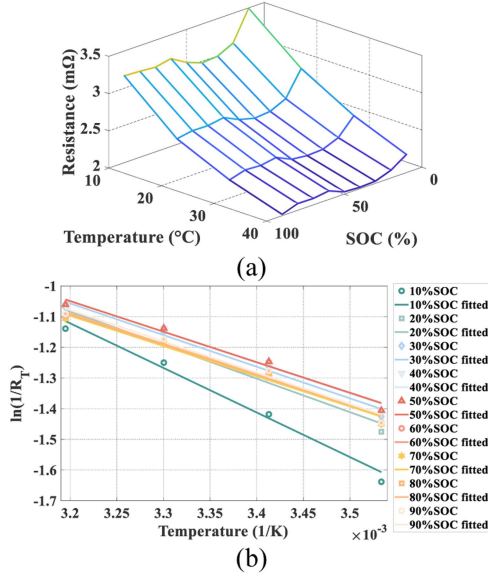 (a)
Resistance (mΩ)
3.5
3
2.5
2
10
20
30
40
Temperature (°C)
100
50
0
SOC (%)
(b)
ln(1/R_T)
-1
-1.1
-1.2
-1.3
-1.4
-1.5
-1.6
-1.7
3.2
3.25
3.3
3.35
3.4
3.45
3.5
×10⁻³
Temperature (1/K)
10%SOC
10%SOC fitted
20%SOC
20%SOC fitted
30%SOC
30%SOC fitted
40%SOC
40%SOC fitted
50%SOC
50%SOC fitted
60%SOC
60%SOC fitted
70%SOC
70%SOC fitted
80%SOC
80%SOC fitted
90%SOC
90%SOC fitted